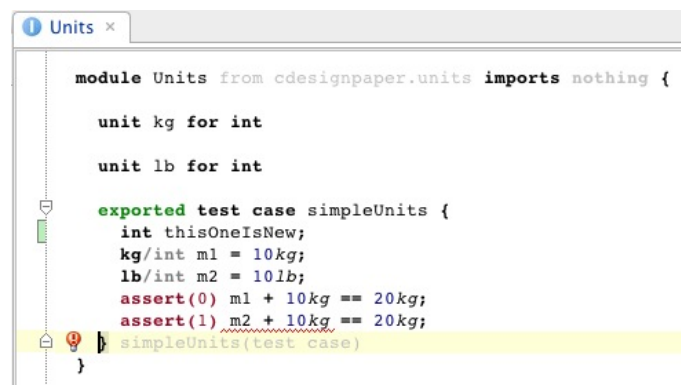 Units ×
module Units from cdesignpaper.units imports nothing {
unit kg for int
unit lb for int
exported test case simpleUnits {
int thisOneIsNew;
kg/int m1 = 10kg;
lb/int m2 = 10lb;
assert(0) m1 + 10kg == 20kg;
assert(1) m2 + 10kg == 20kg;
} simpleUnits(test case)
}